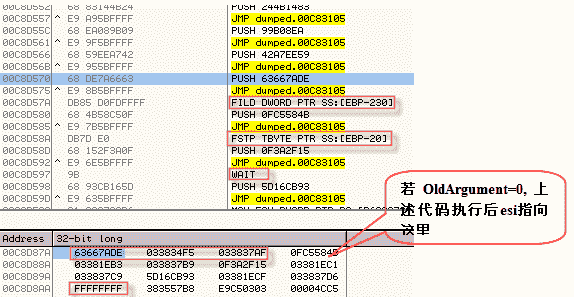 00C8D552 68 83144B24 PUSH 244B1483
00C8D557 ^ E9 A95BFFFF JMP dumped.00C83105
00C8D55C 68 EA089B09 PUSH 99B08EA
00C8D561 ^ E9 9F5BFFFF JMP dumped.00C83105
00C8D566 68 59EEA742 PUSH 42A7EE59
00C8D56B ^ E9 955BFFFF JMP dumped.00C83105
00C8D570 68 DE7A6663 PUSH 63667ADE
00C8D575 ^ E9 8B5BFFFF JMP dumped.00C83105
00C8D57A DB85 D0FDFFFF FILD DWORD PTR SS:[EBP-230]
00C8D580 68 4B58C50F PUSH 0FC5584B
00C8D585 ^ E9 7B5BFFFF JMP dumped.00C83105
00C8D58A DB7D E0 FSTP TBYTE PTR SS:[EBP-20]
00C8D58D 68 152F3A0F PUSH 0F3A2F15
00C8D592 ^ E9 6E5BFFFF JMP dumped.00C83105
00C8D597 9B WAIT
00C8D598 68 93CB165D PUSH 5D16CB93
00C8D59D ^ E9 635BFFFF JMP dumped.00C83105
若 OldArgument=0, 上
述代码执行后esi指向
这里
Address 32-bit long
00C8D87A 63667ADE 033834F5 033837AF 0FC5584B
00C8D88A 03381EB3 033837B9 0F3A2F15 03381EC1
00C8D89A 033837C9 5D16CB93 03381ECF 033837D6
00C8D8AA FFFFFFFF 383557B8 E9C50303 00004CC5